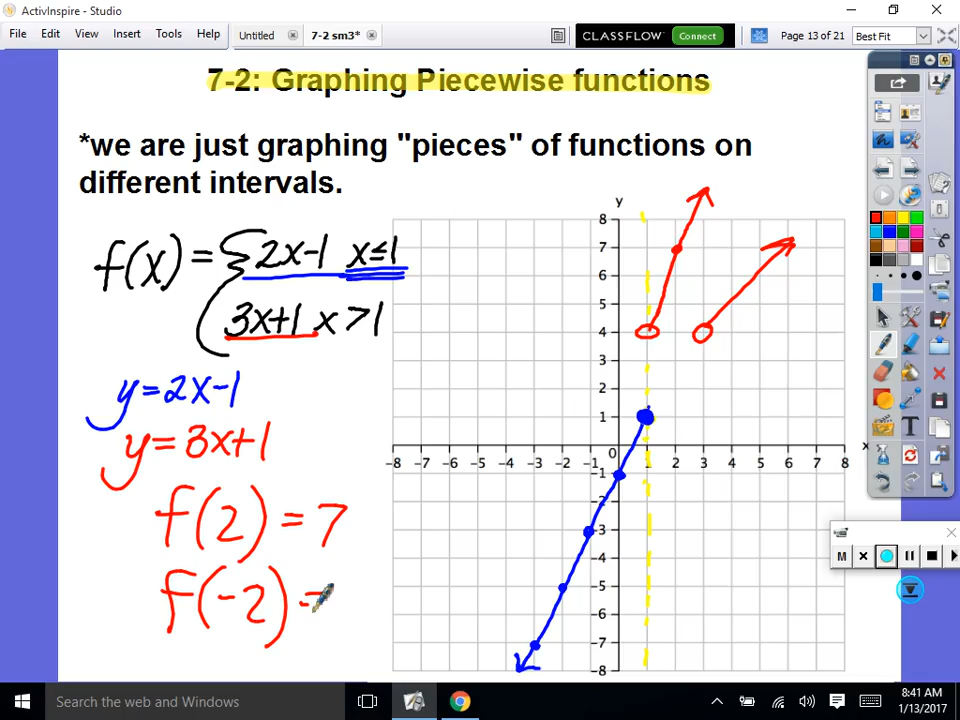 ActivInspire - Studio
File Edit View Insert Tools Help
Untitled
7-2 sm3*
CLASSFLOW Connect
Page 13 of 21
Best Fit
7-2: Graphing Piecewise functions
*we are just graphing "pieces" of functions on
different intervals.
f(x) = { 2x-1 x≤1
3x+1 x>1
y=2x-1
y=3x+1
f(2) = 7
f(-2) =
y
8
7
6
5
4
3
2
1
0
-8 -7 -6 -5 -4 -3 -2 -1 1 2 3 4 5 6 7 8
x
-1
-2
-3
-4
-5
-6
-7
-8
T
M
Search the web and Windows
8:41 AM
1/13/2017